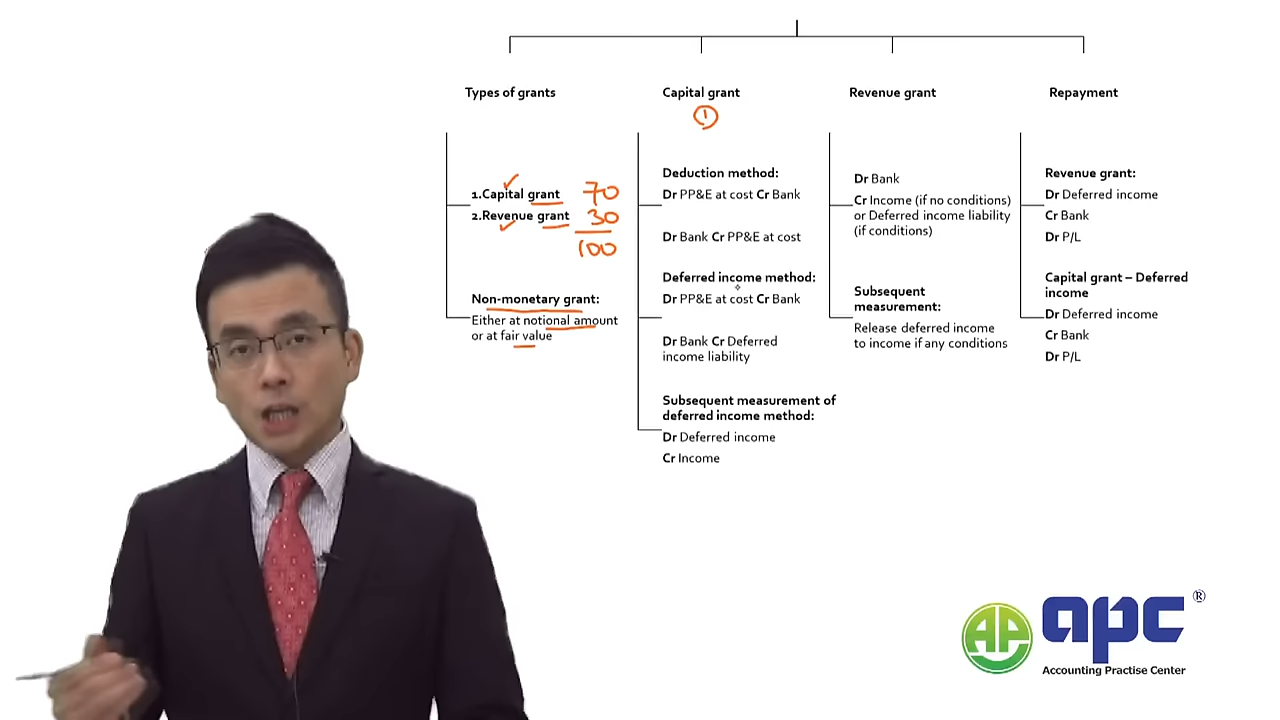 Types of grants
1.Capital grant 70
2.Revenue grant 30
100
Non-monetary grant:
Either at notional amount
or at fair value
Capital grant
1
Deduction method:
Dr PP&E at cost Cr Bank
Dr Bank Cr PP&E at cost
Deferred income method:
Dr PP&E at cost Cr Bank
Dr Bank Cr Deferred
income liability
Subsequent measurement of
deferred income method:
Dr Deferred income
Cr Income
Revenue grant
Dr Bank
Cr Income (if no conditions)
or Deferred income liability
(if conditions)
Subsequent
measurement:
Release deferred income
to income if any conditions
Repayment
Revenue grant:
Dr Deferred income
Cr Bank
Dr P/L
Capital grant – Deferred
income
Dr Deferred income
Cr Bank
Dr P/L
AP apc ®
Accounting Practise Center